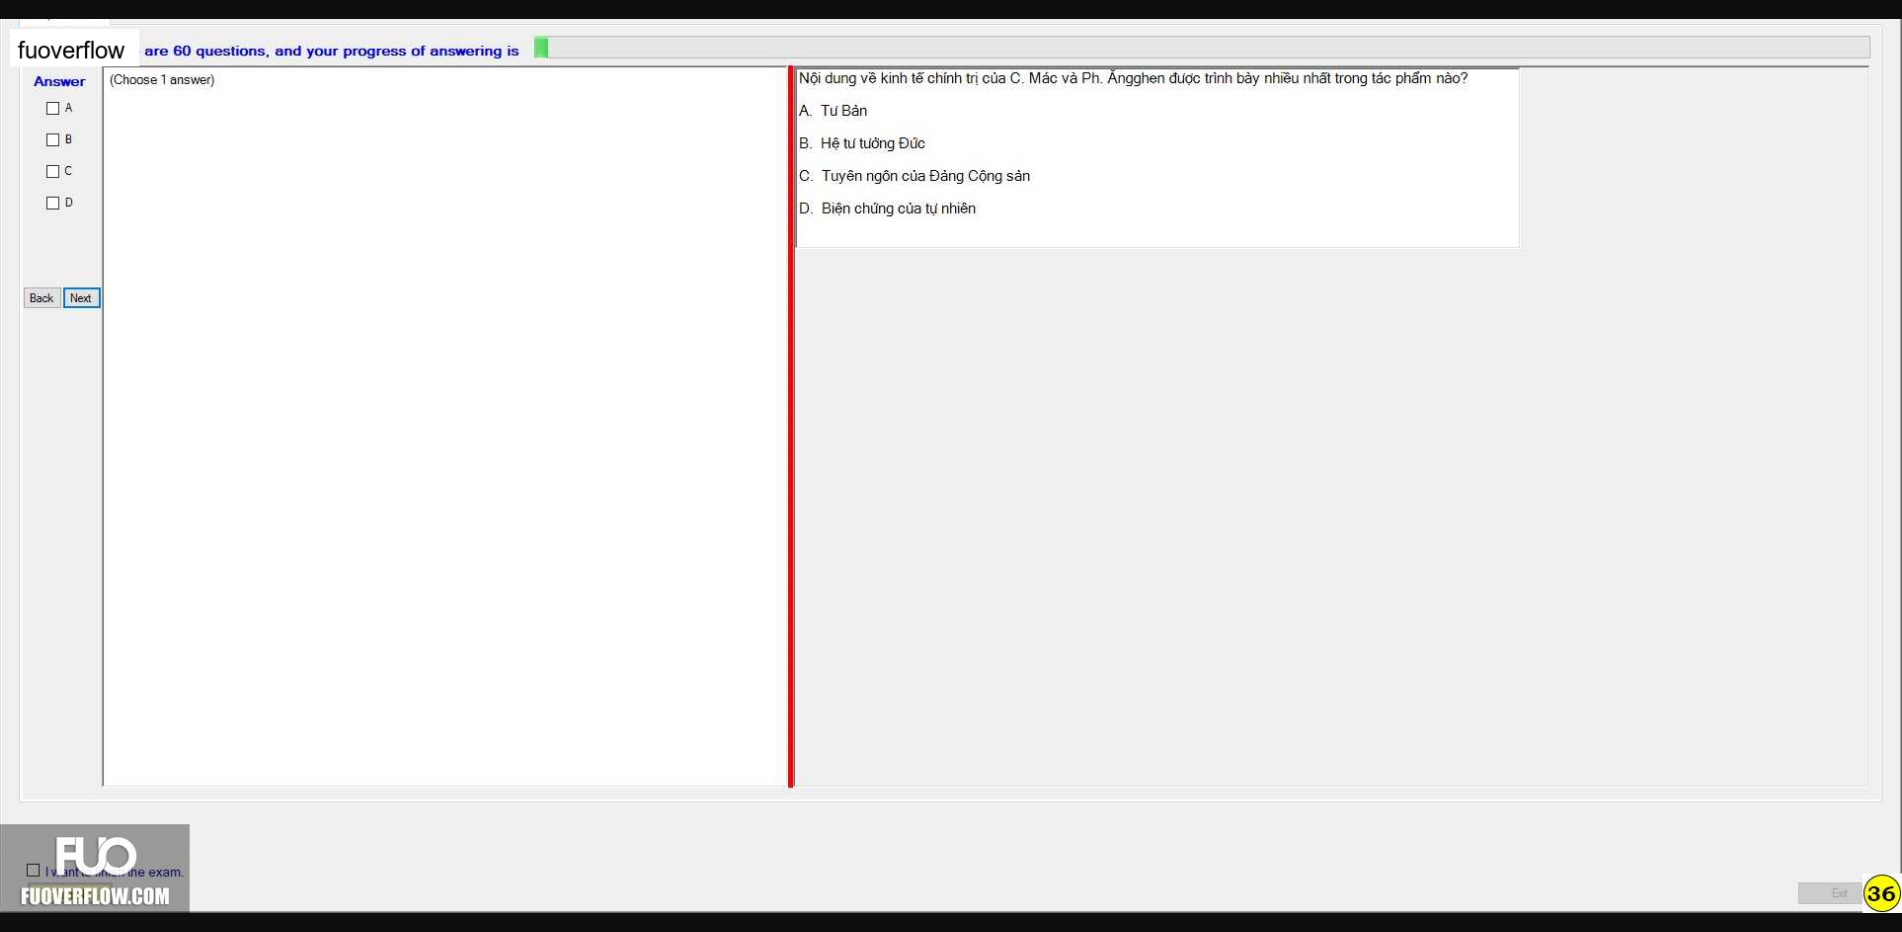 fuoverflow are 60 questions, and your progress of answering is
Answer
(Choose 1 answer)
A
B
C
D
Back Next
Nội dung về kinh tế chính trị của C. Mác và Ph. Ăngghen được trình bày nhiều nhất trong tác phẩm nào?
A. Tư Bản
B. Hệ tư tưởng Đức
C. Tuyên ngôn của Đảng Cộng sản
D. Biện chứng của tự nhiên
FUO
the exam.
FUOVERFLOW.COM
Exit
36